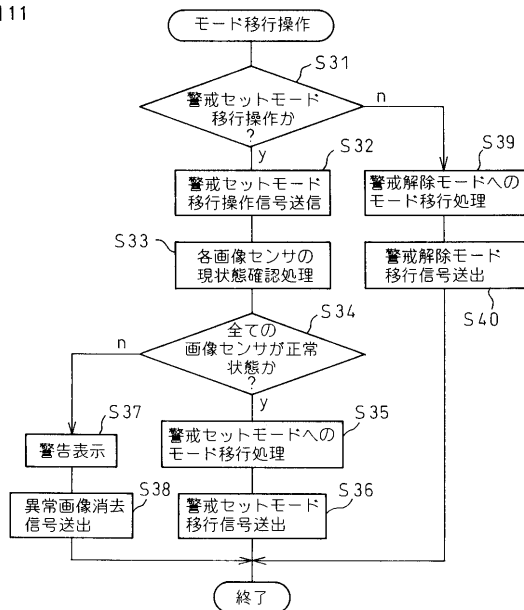 11
モード移行操作
S31
警戒セットモード
移行操作か
?
n
y
S32
警戒セットモード
移行操作信号送信
S39
警戒解除モードへの
モード移行処理
S33
各画像センサの
現状態確認処理
警戒解除モード
移行信号送出
S40
S34
全ての
画像センサが正常
状態か
?
n
y
S37
警告表示
S35
警戒セットモードへの
モード移行処理
S38
異常画像消去
信号送出
S36
警戒セットモード
移行信号送出
終了